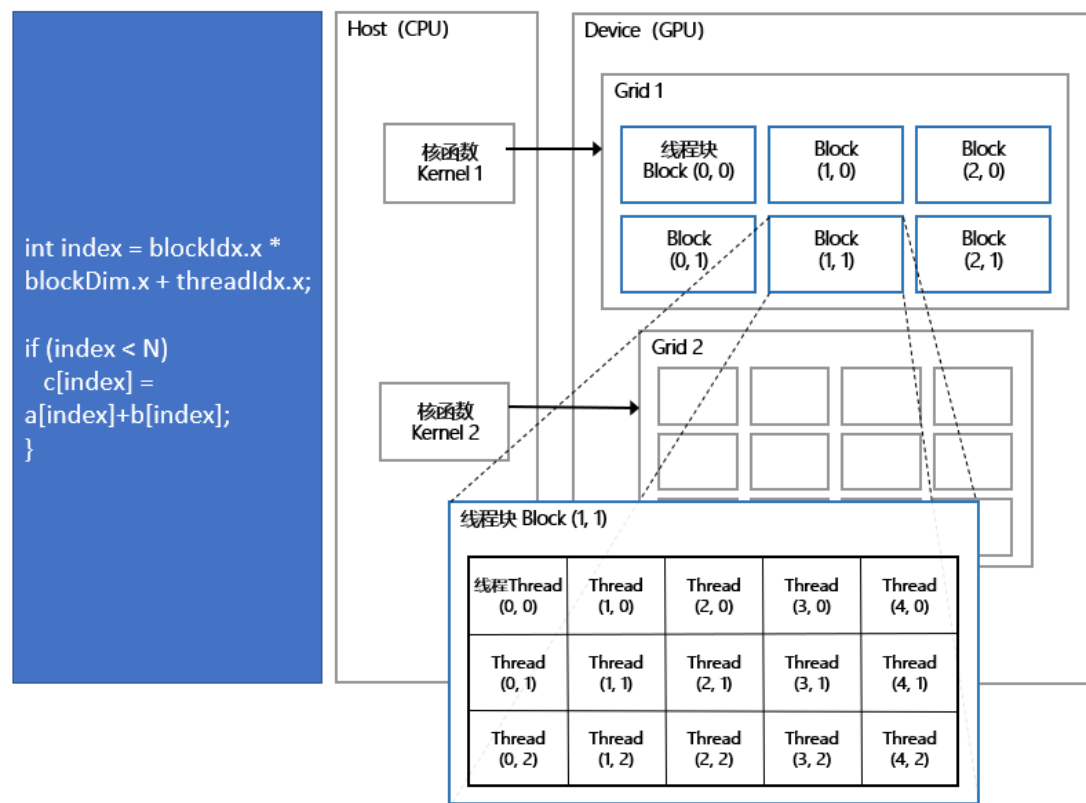 int index = blockIdx.x *
blockDim.x + threadIdx.x;
if (index < N)
c[index] =
a[index]+b[index];
}
Host (CPU)
核函数
Kernel 1
核函数
Kernel 2
Device (GPU)
Grid 1
线程块
Block (0, 0)
Block
(1, 0)
Block
(2, 0)
Block
(0, 1)
Block
(1, 1)
Block
(2, 1)
Grid 2
线程块 Block (1, 1)
线程Thread
(0, 0)
Thread
(1, 0)
Thread
(2, 0)
Thread
(3, 0)
Thread
(4, 0)
Thread
(0, 1)
Thread
(1, 1)
Thread
(2, 1)
Thread
(3, 1)
Thread
(4, 1)
Thread
(0, 2)
Thread
(1, 2)
Thread
(2, 2)
Thread
(3, 2)
Thread
(4, 2)